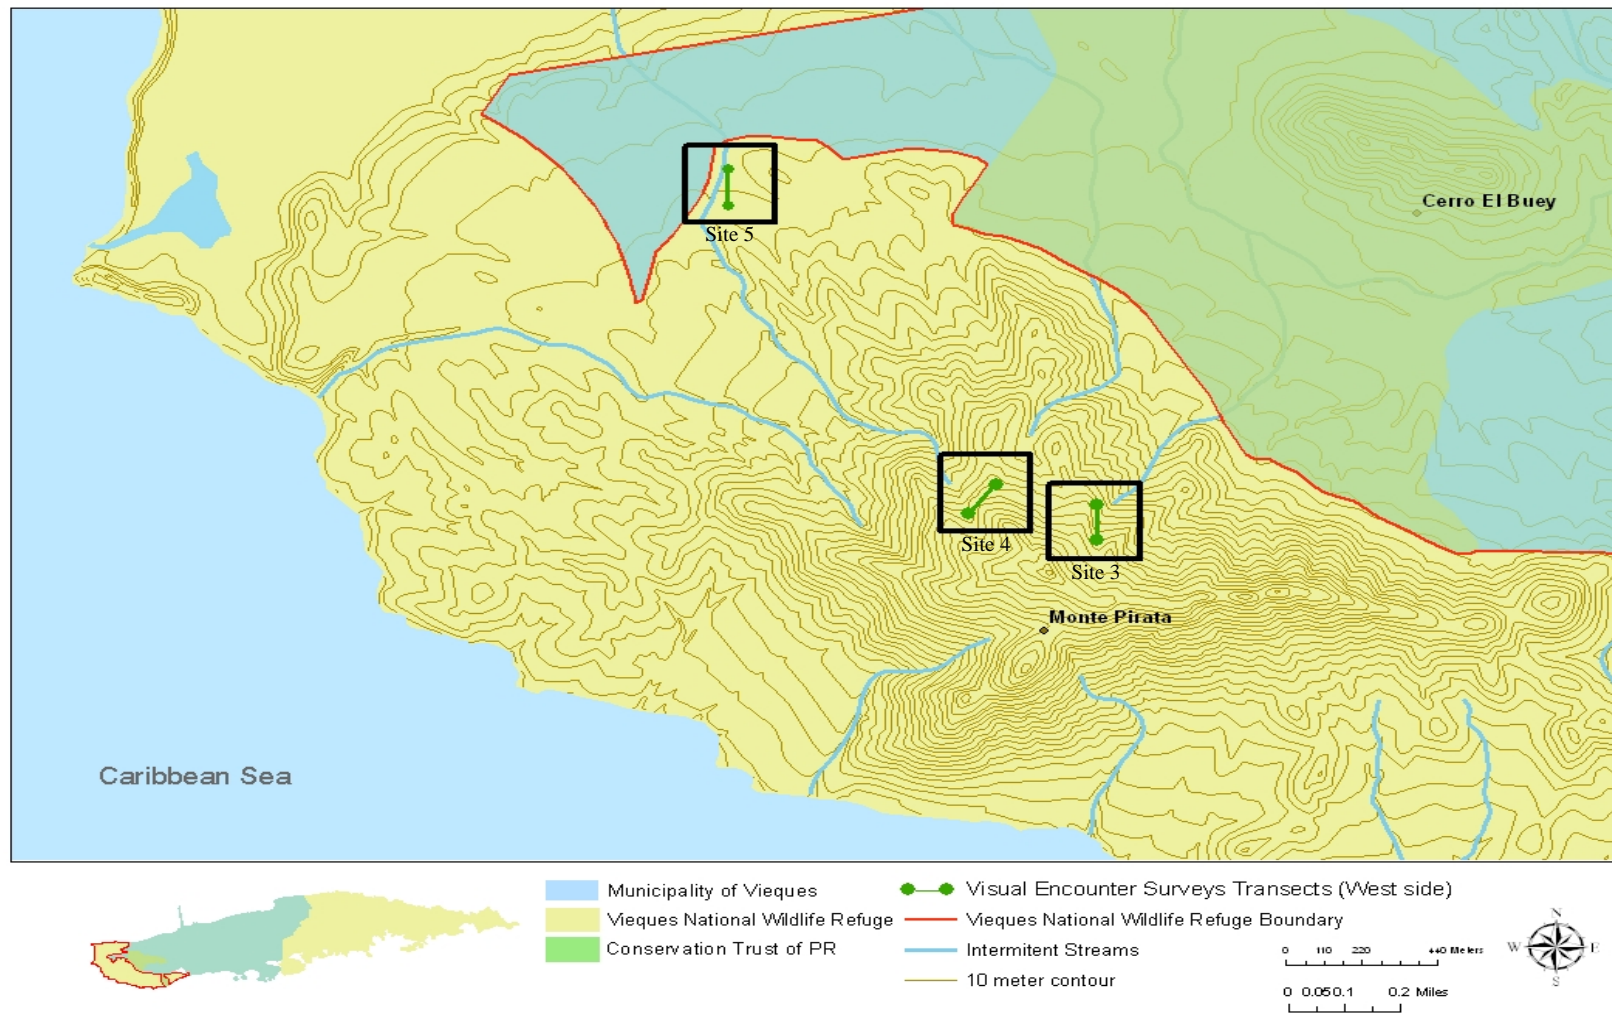 Cerro El Buey
Site 5
Site 4
Site 3
Monte Pirata
Caribbean Sea
Municipality of Vieques
Vieques National Wildlife Refuge
Conservation Trust of PR
Visual Encounter Surveys Transects (West side)
Vieques National Wildlife Refuge Boundary
Intermitent Streams
10 meter contour
0 110 220 440 Meters
0 0.05 0.1 0.2 Miles
N
W E
S